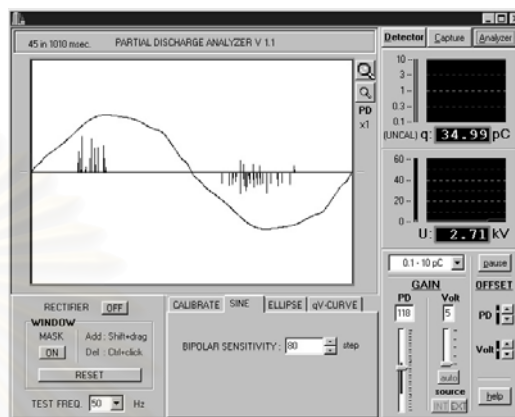 45 in 1010 msec. PARTIAL DISCHARGE ANALYZER V 1.1
PD
x1
RECTIFIER OFF
WINDOW
MASK Add : Shift+drag
ON Del : Ctrl+click
RESET
TEST FREQ. 50 Hz
CALIBRATE SINE ELLIPSE qV-CURVE
BIPOLAR SENSITIVITY : 80 step
Detector Capture Analyzer
10
3
1
0.3
0.1
(UNCAL) q: 34.99 pC
60
40
20
0
U: 2.71 kV
0.1 - 10 pC pause
GAIN OFFSET
PD Volt
118 5
PD
Volt
auto
source
INT EXT
help